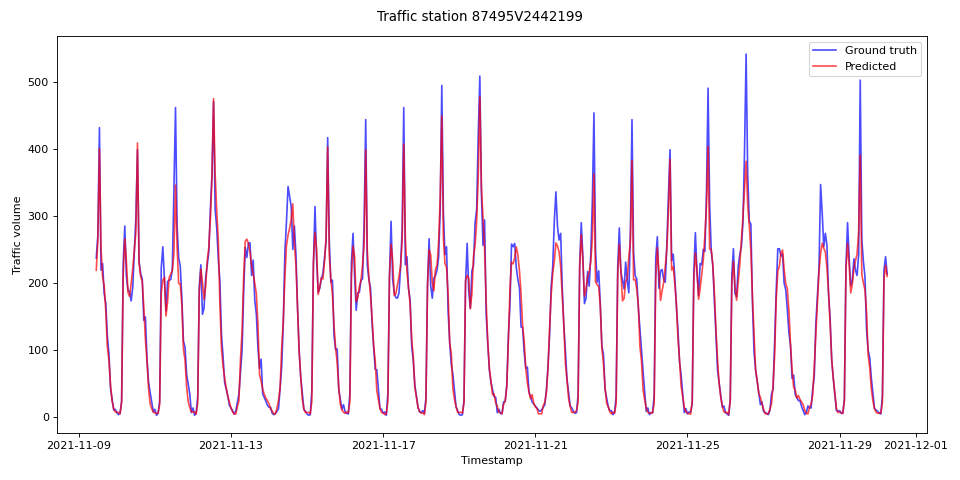 Traffic station 87495V2442199
Ground truth
Predicted
Traffic volume
500
400
300
200
100
0
2021-11-09
2021-11-13
2021-11-17
2021-11-21
2021-11-25
2021-11-29
2021-12-01
Timestamp